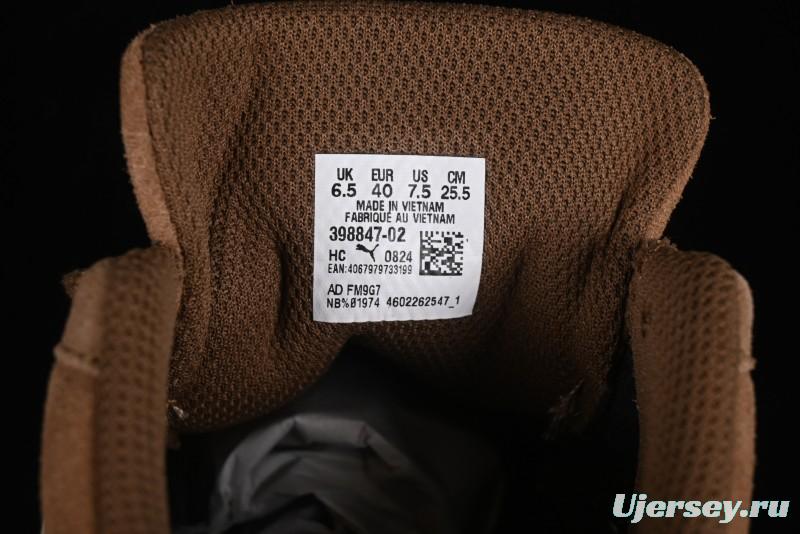 UK EUR US CM
6.5 40 7.5 25.5
MADE IN VIETNAM
FABRIQUÉ AU VIETNAM
398847-02
HC 0824
EAN:4067979733199
AD FM9G7
NB%01974 4602262547_1
Ujersey.ru